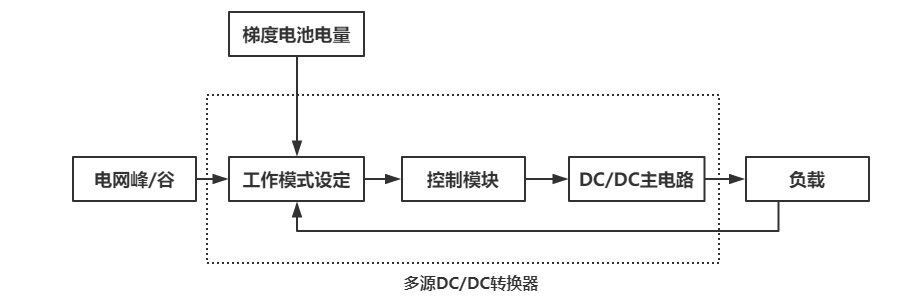 梯度电池电量
电网峰/谷
工作模式设定
控制模块
DC/DC主电路
负载
多源DC/DC转换器